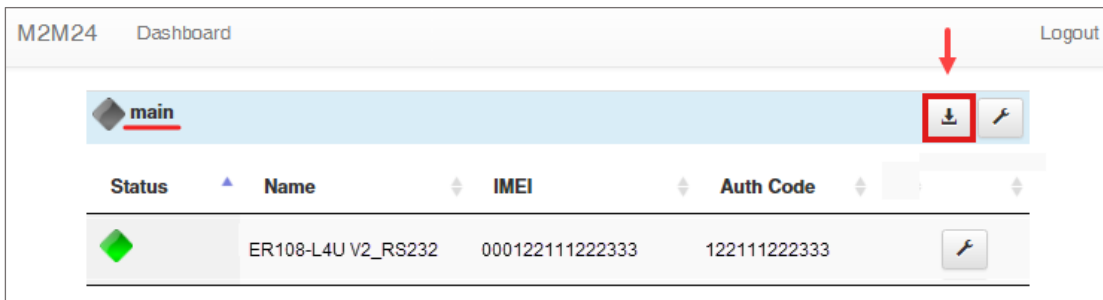 M2M24 Dashboard Logout
main
Status Name IMEI Auth Code
ER108-L4U V2_RS232 000122111222333 122111222333